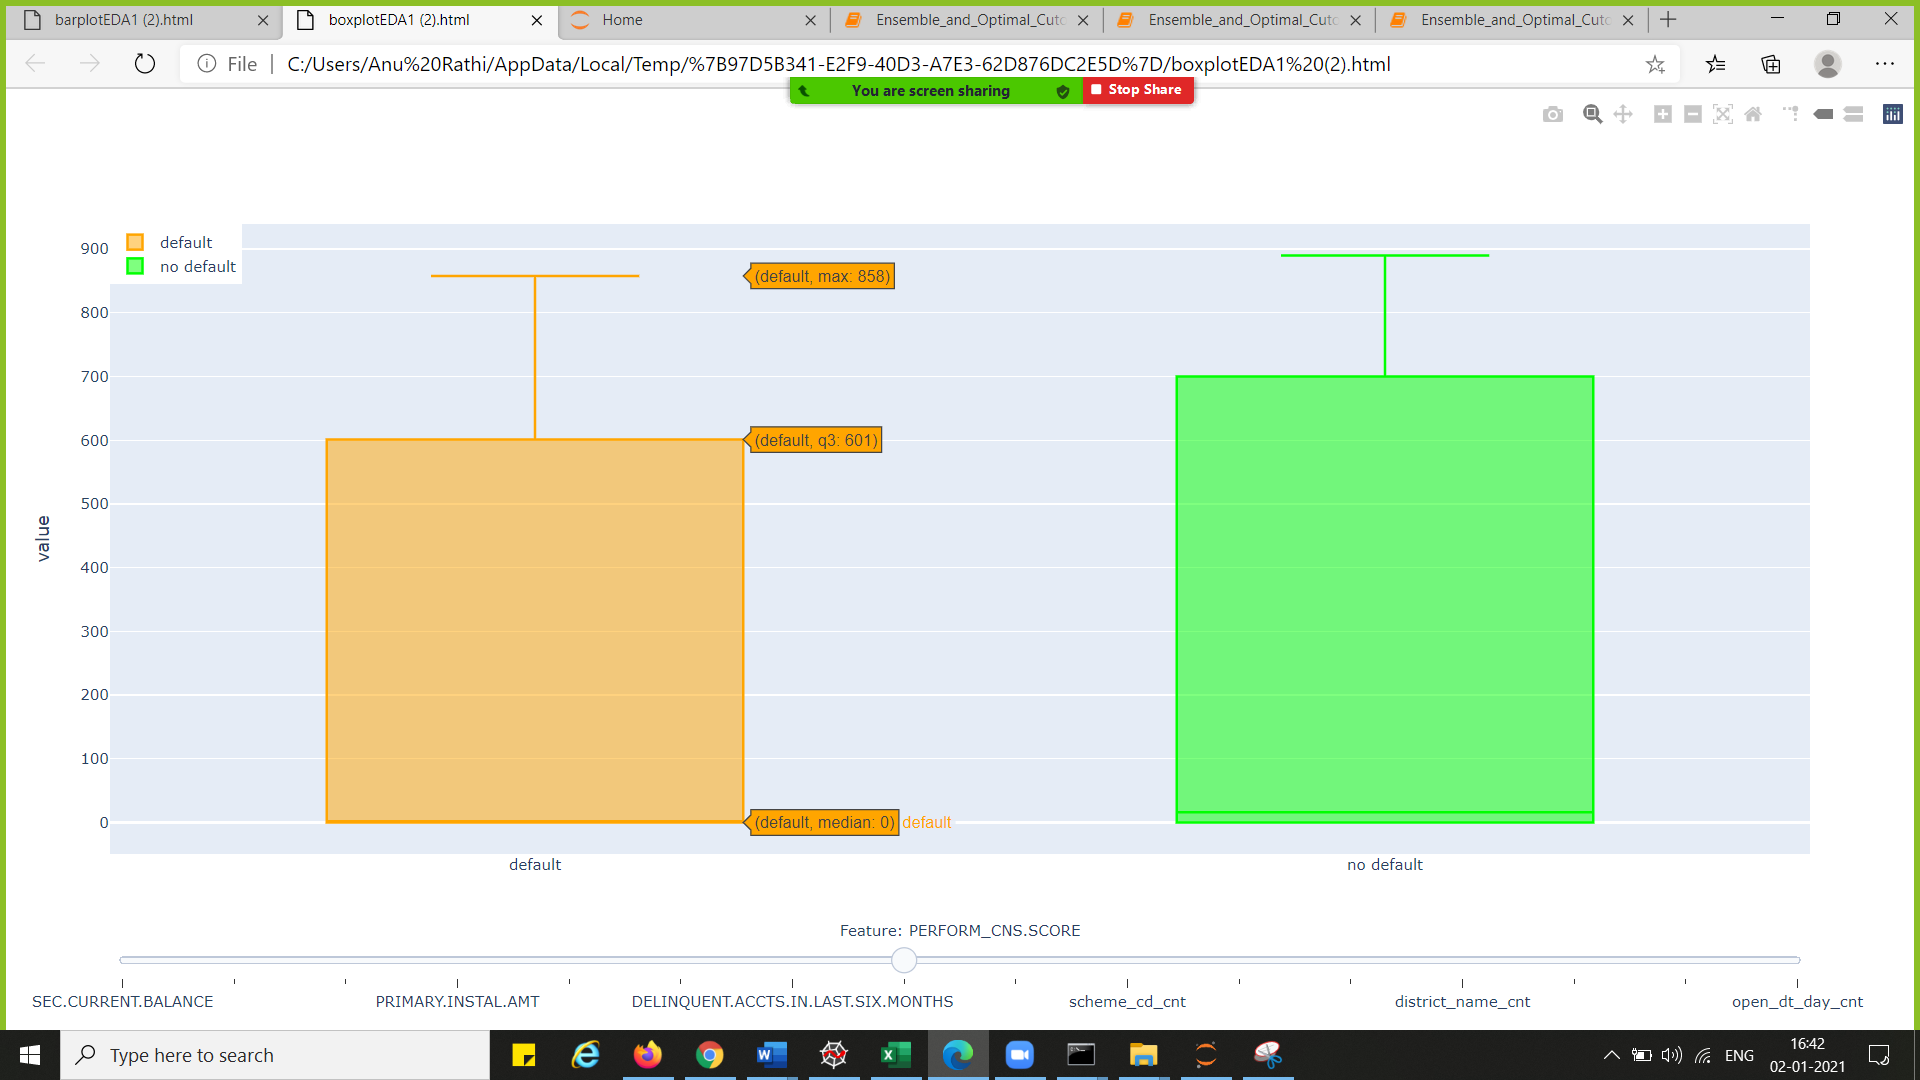 barplotEDA1 (2).html
boxplotEDA1 (2).html
Home
Ensemble_and_Optimal_Cutc
Ensemble_and_Optimal_Cutc
Ensemble_and_Optimal_Cutc
File
C:/Users/Anu%20Rathi/AppData/Local/Temp/%7B97D5B341-E2F9-40D3-A7E3-62D876DC2E5D%7D/boxplotEDA1%20(2).html
You are screen sharing
Stop Share
default
no default
900
800
700
600
500
400
300
200
100
0
value
(default, max: 858)
(default, q3: 601)
(default, median: 0) default
default
no default
Feature: PERFORM_CNS.SCORE
SEC.CURRENT.BALANCE
PRIMARY.INSTAL.AMT
DELINQUENT.ACCTS.IN.LAST.SIX.MONTHS
scheme_cd_cnt
district_name_cnt
open_dt_day_cnt
Type here to search
ENG
16:42
02-01-2021